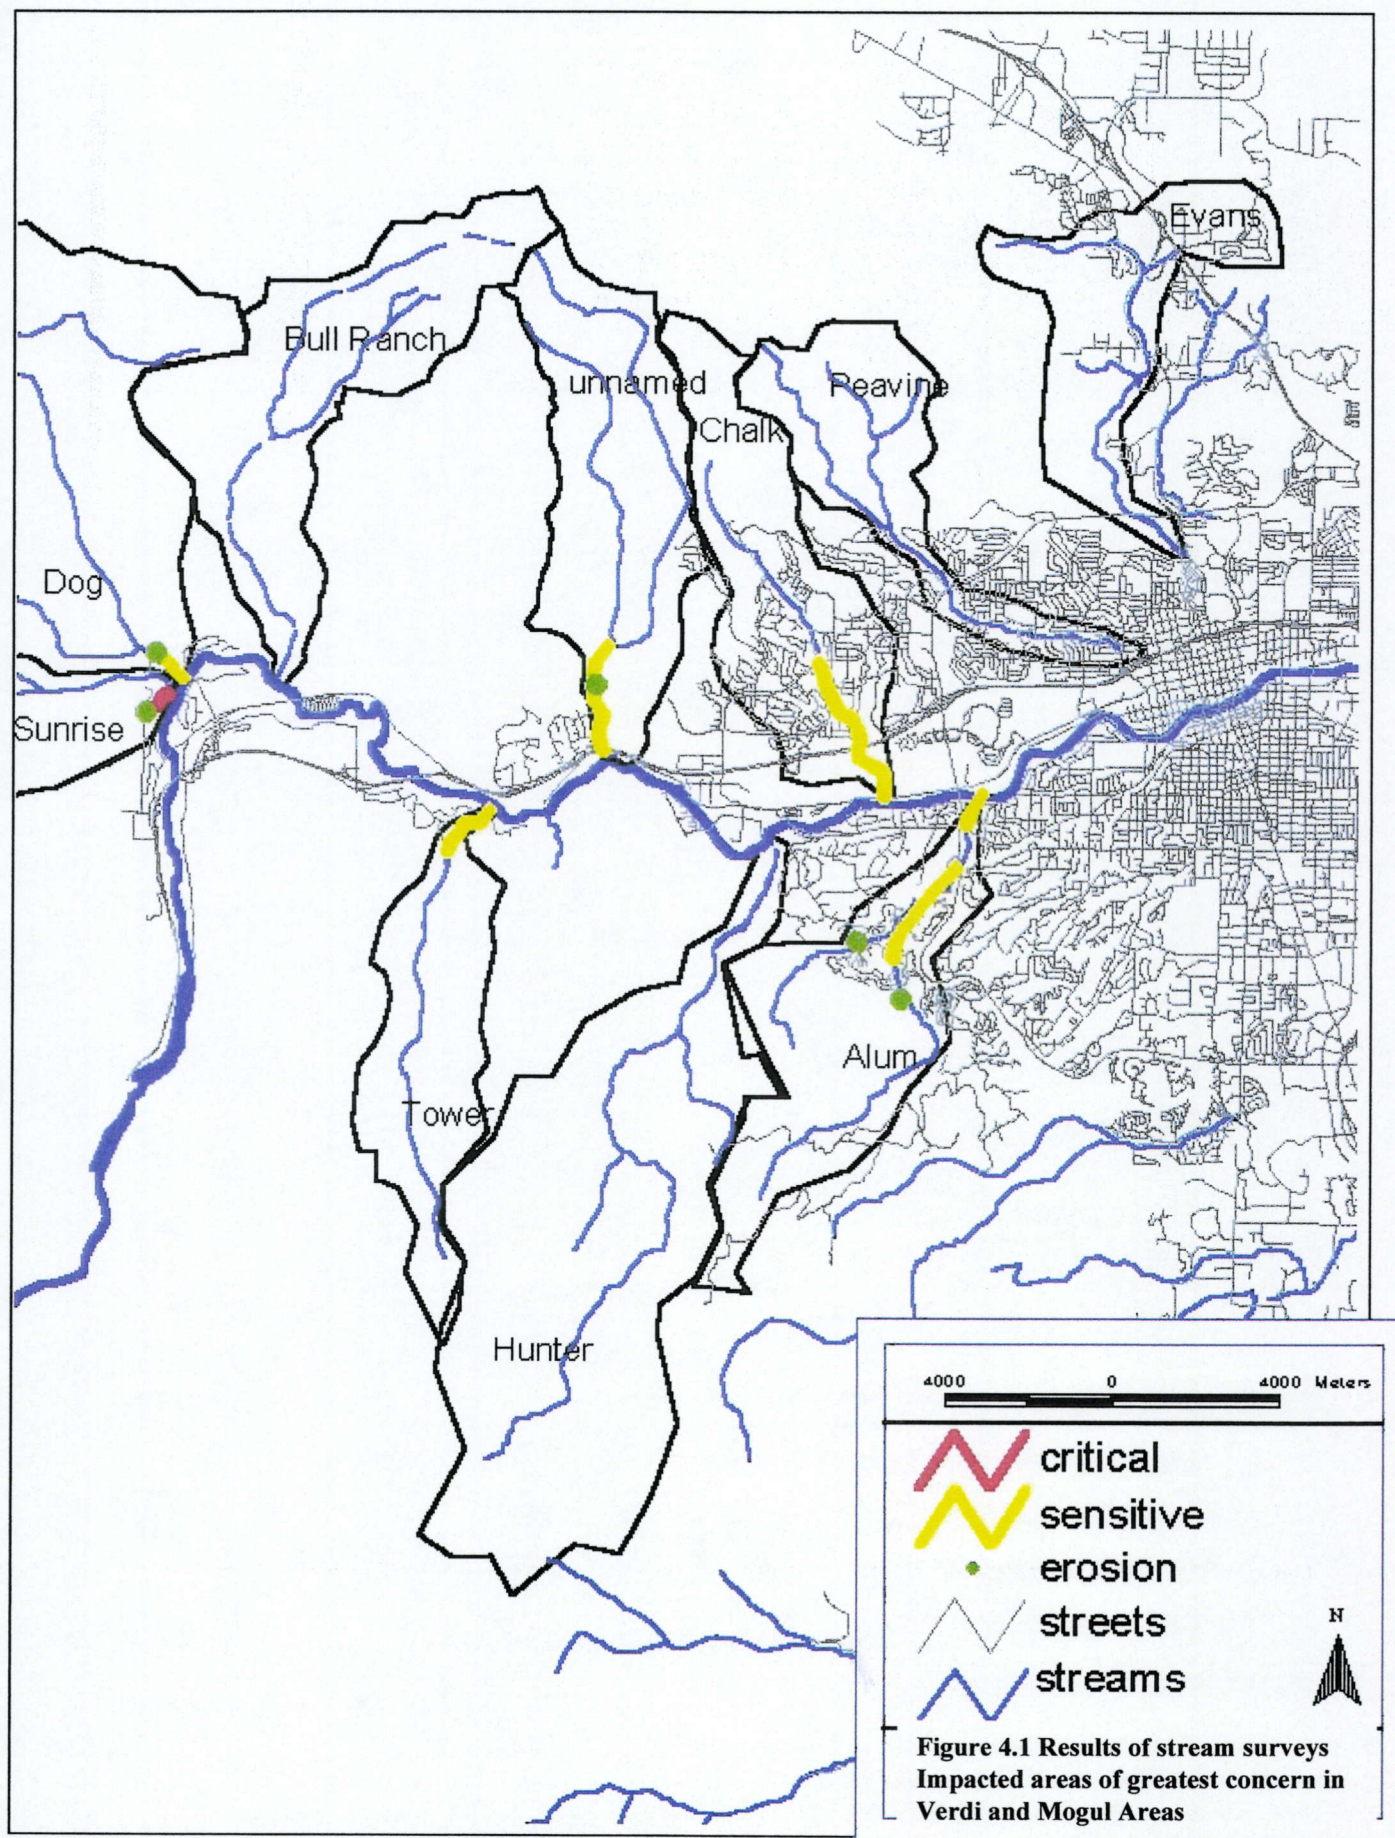 Evans
Bull Ranch
unnamed
Peavine
Chalk
Dog
Sunrise
Alum
Tower
Hunter
4000 0 4000 Meters
critical
sensitive
erosion
streets
streams
N
Figure 4.1 Results of stream surveys
Impacted areas of greatest concern in
Verdi and Mogul Areas